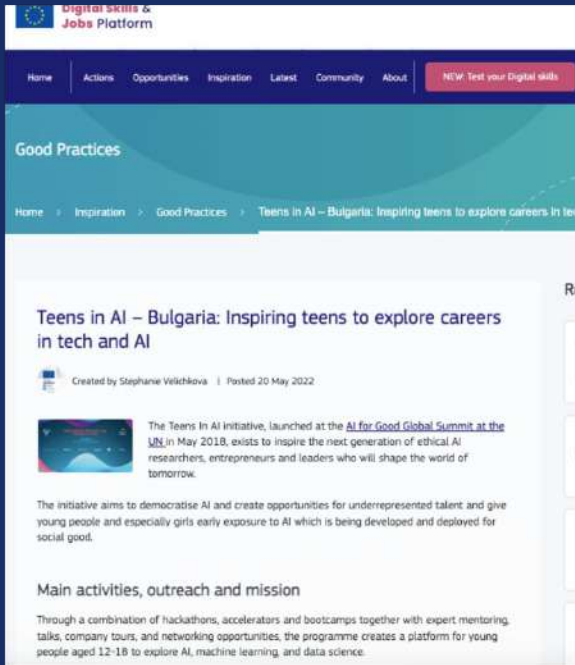 Digital Skills &
Jobs Platform
Home Actions Opportunities Inspiration Latest Community About NEW: Test your Digital skills
Good Practices
Home > Inspiration > Good Practices > Teens in AI – Bulgaria: Inspiring teens to explore careers in tec
R
Teens in AI – Bulgaria: Inspiring teens to explore careers
in tech and AI
Created by Stephanie Velichkova | Posted 20 May 2022
The Teens In AI initiative, launched at the AI for Good Global Summit at the
UN in May 2018, exists to inspire the next generation of ethical AI
researchers, entrepreneurs and leaders who will shape the world of
tomorrow.
The initiative aims to democratise AI and create opportunities for underrepresented talent and give
young people and especially girls early exposure to AI which is being developed and deployed for
social good.
Main activities, outreach and mission
Through a combination of hackathons, accelerators and bootcamps together with expert mentoring,
talks, company tours, and networking opportunities, the programme creates a platform for young
people aged 12-18 to explore AI, machine learning, and data science.